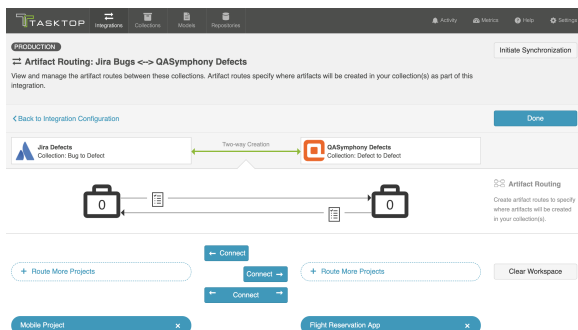 TASKTOP
Integrations
Collections
Models
Repositories
Activity
Metrics
Help
Settings
PRODUCTION
Artifact Routing: Jira Bugs <--> QASymphony Defects
Initiate Synchronization
View and manage the artifact routes between these collections. Artifact routes specify where artifacts will be created in your collection(s) as part of this
integration.
Back to Integration Configuration
Done
Jira Defects
Collection: Bug to Defect
Two-way Creation
QASymphony Defects
Collection: Defect to Defect
0
0
Artifact Routing
Create artifact routes to specify
where artifacts will be created
in your collection(s).
← Connect
+ Route More Projects
Connect →
+ Route More Projects
Clear Workspace
← Connect →
Mobile Project ×
Flight Reservation App ×